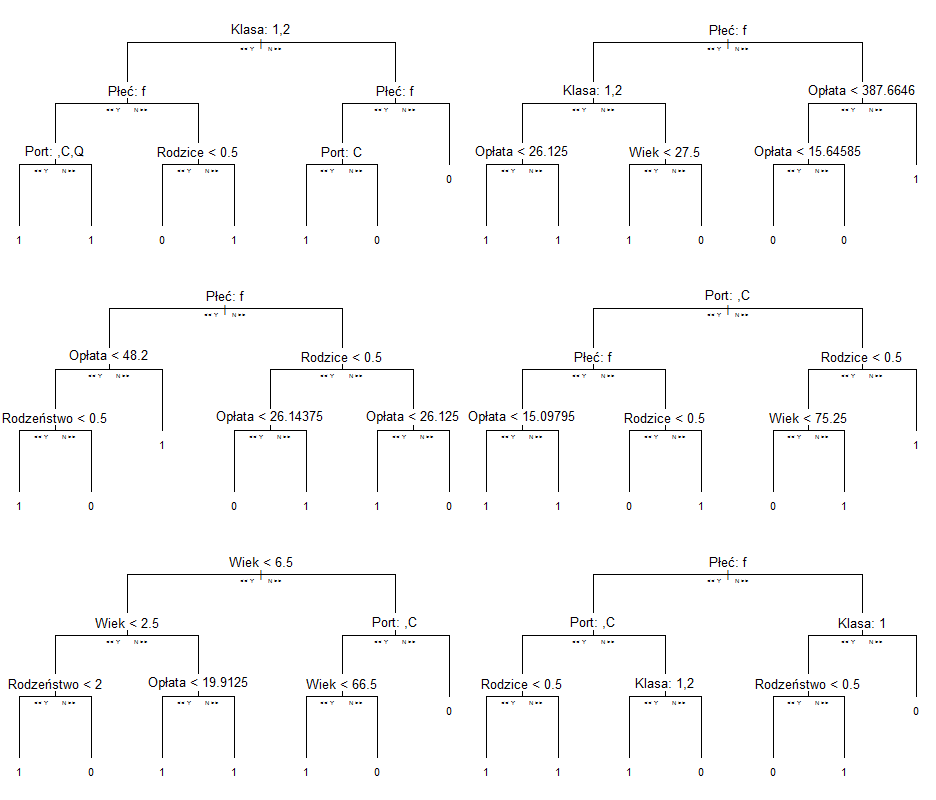 Klasa: 1,2
◄◄ Y N ►►
Płeć: f
◄◄ Y N ►►
Płeć: f
◄◄ Y N ►►
Port: ,C,Q
◄◄ Y N ►►
Rodzice < 0.5
◄◄ Y N ►►
Port: C
◄◄ Y N ►►
0
1 1 0 1 1 0
Płeć: f
◄◄ Y N ►►
Klasa: 1,2
◄◄ Y N ►►
Opłata < 387.6646
◄◄ Y N ►►
Opłata < 26.125
◄◄ Y N ►►
Wiek < 27.5
◄◄ Y N ►►
Opłata < 15.64585
◄◄ Y N ►►
1
1 1 1 0 0 0
Płeć: f
◄◄ Y N ►►
Opłata < 48.2
◄◄ Y N ►►
Rodzice < 0.5
◄◄ Y N ►►
Rodzeństwo < 0.5
◄◄ Y N ►►
1
Opłata < 26.14375
◄◄ Y N ►►
Opłata < 26.125
◄◄ Y N ►►
1 0 0 1 1 0
Port: ,C
◄◄ Y N ►►
Płeć: f
◄◄ Y N ►►
Rodzice < 0.5
◄◄ Y N ►►
Opłata < 15.09795
◄◄ Y N ►►
Rodzice < 0.5
◄◄ Y N ►►
Wiek < 75.25
◄◄ Y N ►►
1
1 1 0 1 0 1
Wiek < 6.5
◄◄ Y N ►►
Wiek < 2.5
◄◄ Y N ►►
Port: ,C
◄◄ Y N ►►
Rodzeństwo < 2
◄◄ Y N ►►
Opłata < 19.9125
◄◄ Y N ►►
Wiek < 66.5
◄◄ Y N ►►
0
1 0 1 1 1 0
Płeć: f
◄◄ Y N ►►
Port: ,C
◄◄ Y N ►►
Klasa: 1
◄◄ Y N ►►
Rodzice < 0.5
◄◄ Y N ►►
Klasa: 1,2
◄◄ Y N ►►
Rodzeństwo < 0.5
◄◄ Y N ►►
0
1 1 1 0 0 1